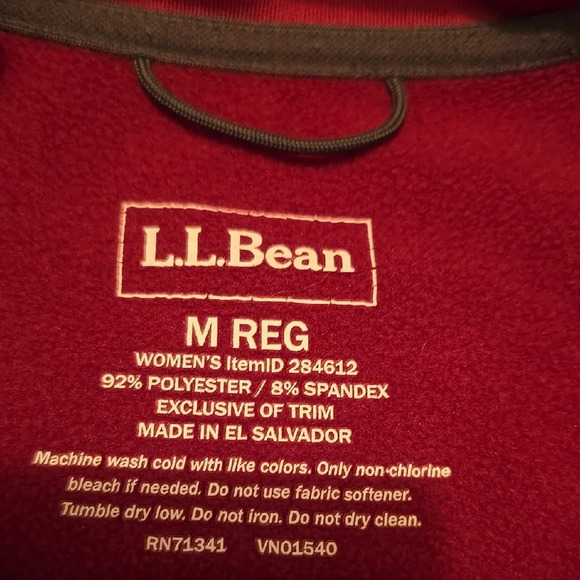 L.L.Bean
M REG
WOMEN'S ItemID 284612
92% POLYESTER / 8% SPANDEX
EXCLUSIVE OF TRIM
MADE IN EL SALVADOR
Machine wash cold with like colors. Only non-chlorine
bleach if needed. Do not use fabric softener.
Tumble dry low. Do not iron. Do not dry clean.
RN71341 VN01540